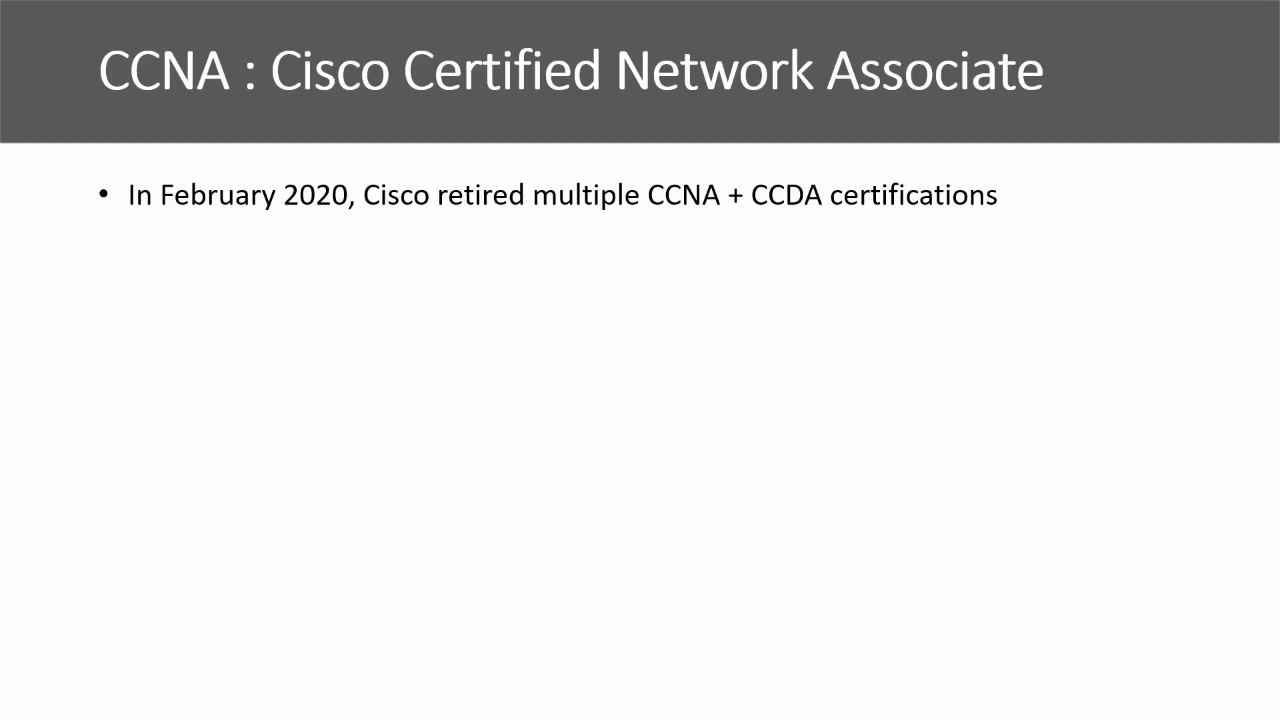 CCNA : Cisco Certified Network Associate
• In February 2020, Cisco retired multiple CCNA + CCDA certifications